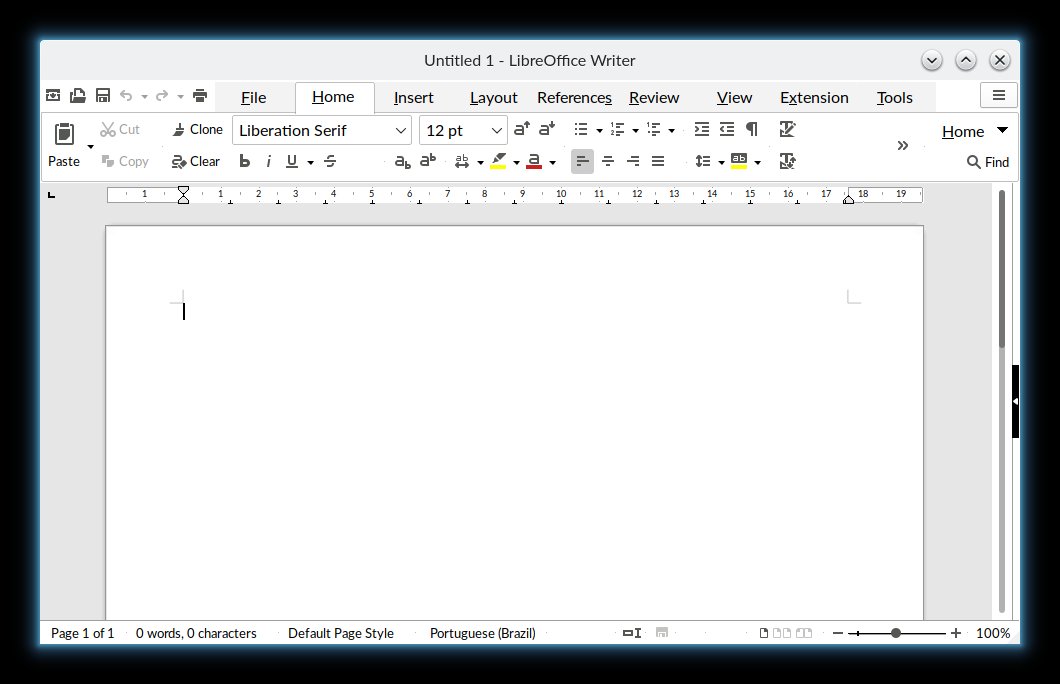 Untitled 1 - LibreOffice Writer
File Home Insert Layout References Review View Extension Tools
Cut Clone Liberation Serif 12 pt Home
Paste Copy Clear Find
1 1 2 3 4 5 6 7 8 9 10 11 12 13 14 15 16 17 18 19
Page 1 of 1 0 words, 0 characters Default Page Style Portuguese (Brazil) 100%